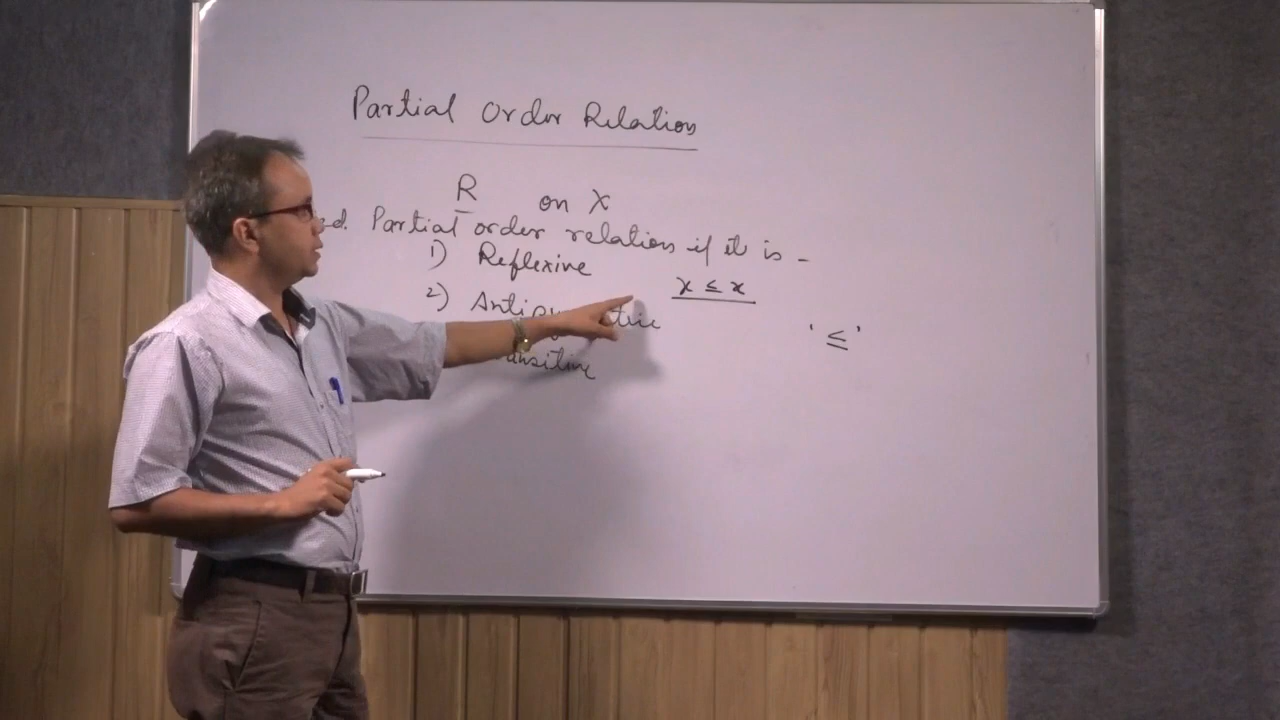 Partial Order Relation
R on X
Partial order relation if it is -
1) Reflexive
x ≤ x
2)
' ≤ '